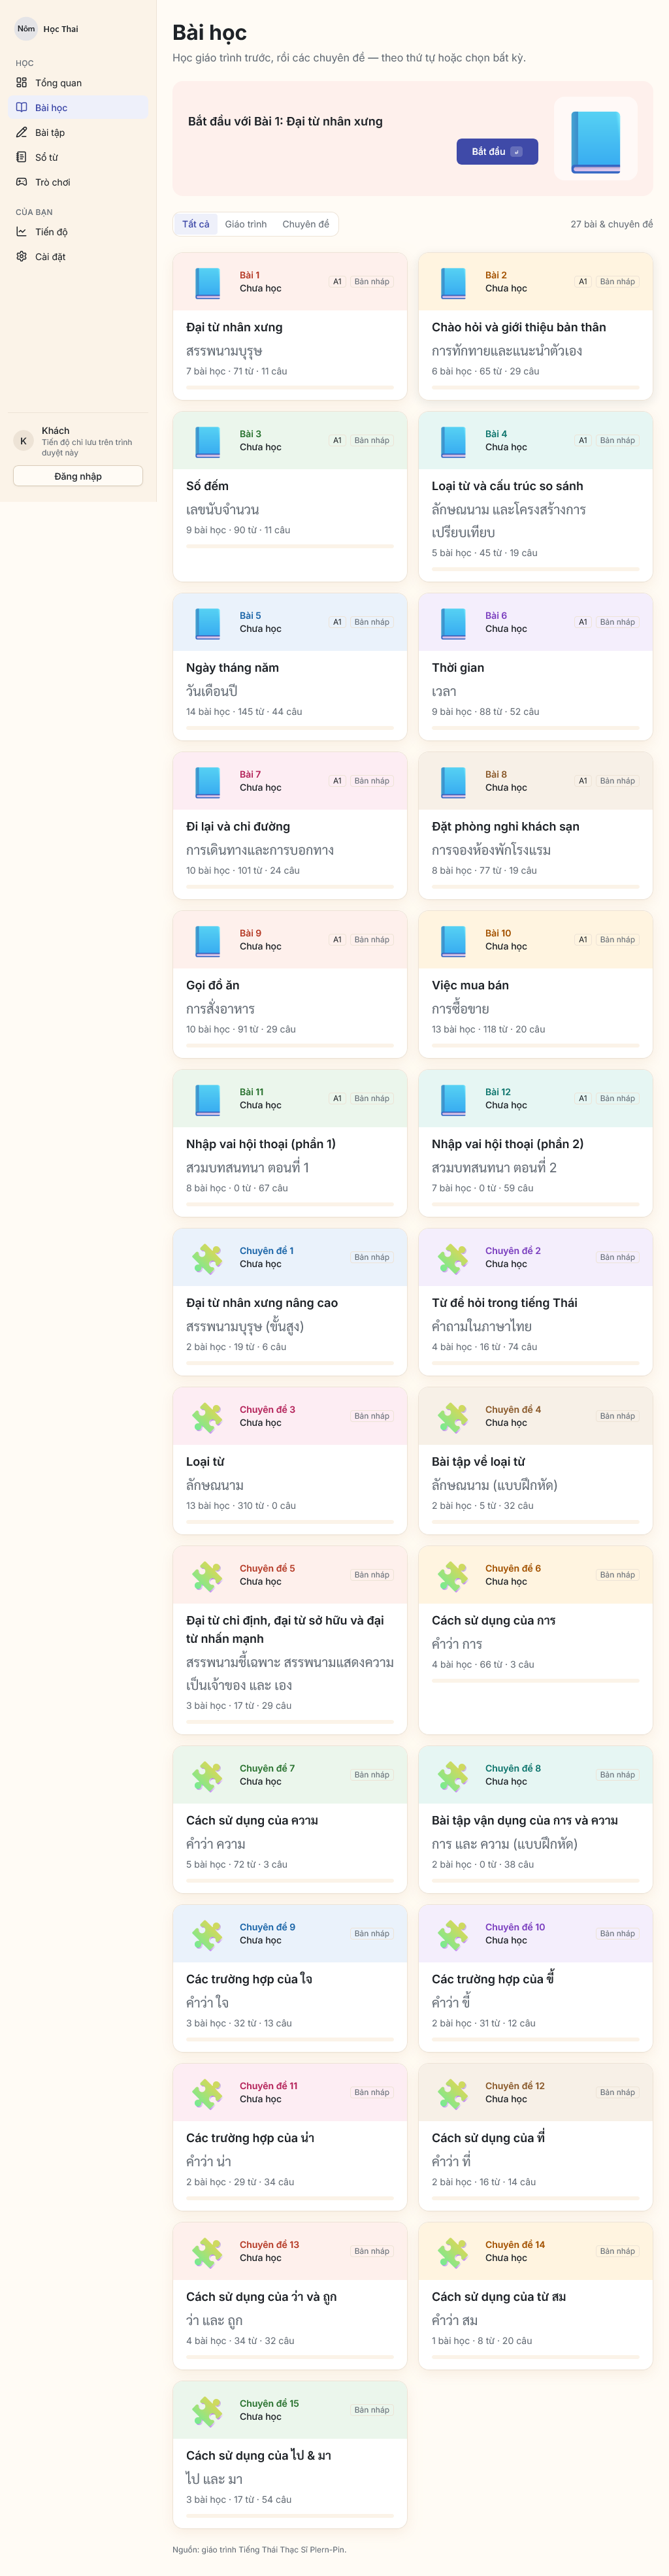 Nôm Học Thai
HỌC
Tổng quan
Bài học
Bài tập
Sổ từ
Trò chơi
CỦA BẠN
Tiến độ
Cài đặt
K
Khách
Tiến độ chỉ lưu trên trình
duyệt này
Đăng nhập
Bài học
Học giáo trình trước, rồi các chuyên đề — theo thứ tự hoặc chọn bất kỳ.
Bắt đầu với Bài 1: Đại từ nhân xưng
Bắt đầu
Tất cả Giáo trình Chuyên đề
27 bài & chuyên đề
Bài 1
Chưa học
A1 Bản nháp
Đại từ nhân xưng
สรรพนามบุรุษ
7 bài học · 71 từ · 11 câu
Bài 2
Chưa học
A1 Bản nháp
Chào hỏi và giới thiệu bản thân
การทักทายและแนะนำตัวเอง
6 bài học · 65 từ · 29 câu
Bài 3
Chưa học
A1 Bản nháp
Số đếm
เลขนับจำนวน
9 bài học · 90 từ · 11 câu
Bài 4
Chưa học
A1 Bản nháp
Loại từ và cấu trúc so sánh
ลักษณนาม และโครงสร้างการ
เปรียบเทียบ
5 bài học · 45 từ · 19 câu
Bài 5
Chưa học
A1 Bản nháp
Ngày tháng năm
วันเดือนปี
14 bài học · 145 từ · 44 câu
Bài 6
Chưa học
A1 Bản nháp
Thời gian
เวลา
9 bài học · 88 từ · 52 câu
Bài 7
Chưa học
A1 Bản nháp
Đi lại và chỉ đường
การเดินทางและการบอกทาง
10 bài học · 101 từ · 24 câu
Bài 8
Chưa học
A1 Bản nháp
Đặt phòng nghỉ khách sạn
การจองห้องพักโรงแรม
8 bài học · 77 từ · 19 câu
Bài 9
Chưa học
A1 Bản nháp
Gọi đồ ăn
การสั่งอาหาร
10 bài học · 91 từ · 29 câu
Bài 10
Chưa học
A1 Bản nháp
Việc mua bán
การซื้อขาย
13 bài học · 118 từ · 20 câu
Bài 11
Chưa học
A1 Bản nháp
Nhập vai hội thoại (phần 1)
สวมบทสนทนา ตอนที่ 1
8 bài học · 0 từ · 67 câu
Bài 12
Chưa học
A1 Bản nháp
Nhập vai hội thoại (phần 2)
สวมบทสนทนา ตอนที่ 2
7 bài học · 0 từ · 59 câu
Chuyên đề 1
Chưa học
Bản nháp
Đại từ nhân xưng nâng cao
สรรพนามบุรุษ (ขั้นสูง)
2 bài học · 19 từ · 6 câu
Chuyên đề 2
Chưa học
Bản nháp
Từ để hỏi trong tiếng Thái
คำถามในภาษาไทย
4 bài học · 16 từ · 74 câu
Chuyên đề 3
Chưa học
Bản nháp
Loại từ
ลักษณนาม
13 bài học · 310 từ · 0 câu
Chuyên đề 4
Chưa học
Bản nháp
Bài tập về loại từ
ลักษณนาม (แบบฝึกหัด)
2 bài học · 5 từ · 32 câu
Chuyên đề 5
Chưa học
Bản nháp
Đại từ chỉ định, đại từ sở hữu và đại
từ nhấn mạnh
สรรพนามชี้เฉพาะ สรรพนามแสดงความ
เป็นเจ้าของ และ เอง
3 bài học · 17 từ · 29 câu
Chuyên đề 6
Chưa học
Bản nháp
Cách sử dụng của การ
คำว่า การ
4 bài học · 66 từ · 3 câu
Chuyên đề 7
Chưa học
Bản nháp
Cách sử dụng của ความ
คำว่า ความ
5 bài học · 72 từ · 3 câu
Chuyên đề 8
Chưa học
Bản nháp
Bài tập vận dụng của การ và ความ
การ และ ความ (แบบฝึกหัด)
2 bài học · 0 từ · 38 câu
Chuyên đề 9
Chưa học
Bản nháp
Các trường hợp của ใจ
คำว่า ใจ
3 bài học · 32 từ · 13 câu
Chuyên đề 10
Chưa học
Bản nháp
Các trường hợp của ขี้
คำว่า ขี้
2 bài học · 31 từ · 12 câu
Chuyên đề 11
Chưa học
Bản nháp
Các trường hợp của น่า
คำว่า น่า
2 bài học · 29 từ · 34 câu
Chuyên đề 12
Chưa học
Bản nháp
Cách sử dụng của ที่
คำว่า ที่
2 bài học · 16 từ · 14 câu
Chuyên đề 13
Chưa học
Bản nháp
Cách sử dụng của ว่า và ถูก
ว่า และ ถูก
4 bài học · 34 từ · 32 câu
Chuyên đề 14
Chưa học
Bản nháp
Cách sử dụng của từ สม
คำว่า สม
1 bài học · 8 từ · 20 câu
Chuyên đề 15
Chưa học
Bản nháp
Cách sử dụng của ไป & มา
ไป และ มา
3 bài học · 17 từ · 54 câu
Nguồn: giáo trình Tiếng Thái Thạc Sĩ Plern-Pin.